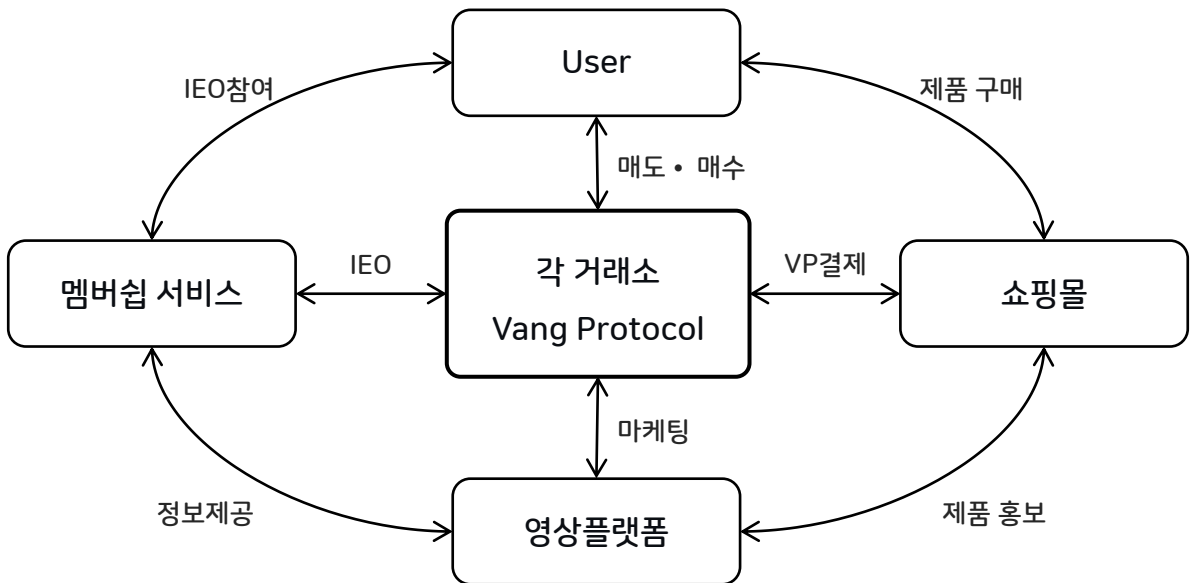 User
IEO참여
제품 구매
매도 • 매수
멤버쉽 서비스
IEO
각 거래소
Vang Protocol
VP결제
쇼핑몰
마케팅
정보제공
영상플랫폼
제품 홍보